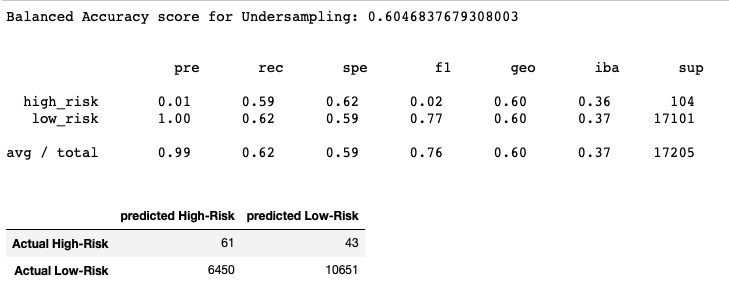 Balanced Accuracy score for Undersampling: 0.6046837679308003
pre rec spe f1 geo iba sup
high_risk 0.01 0.59 0.62 0.02 0.60 0.36 104
low_risk 1.00 0.62 0.59 0.77 0.60 0.37 17101
avg / total 0.99 0.62 0.59 0.76 0.60 0.37 17205
predicted High-Risk predicted Low-Risk
Actual High-Risk 61 43
Actual Low-Risk 6450 10651